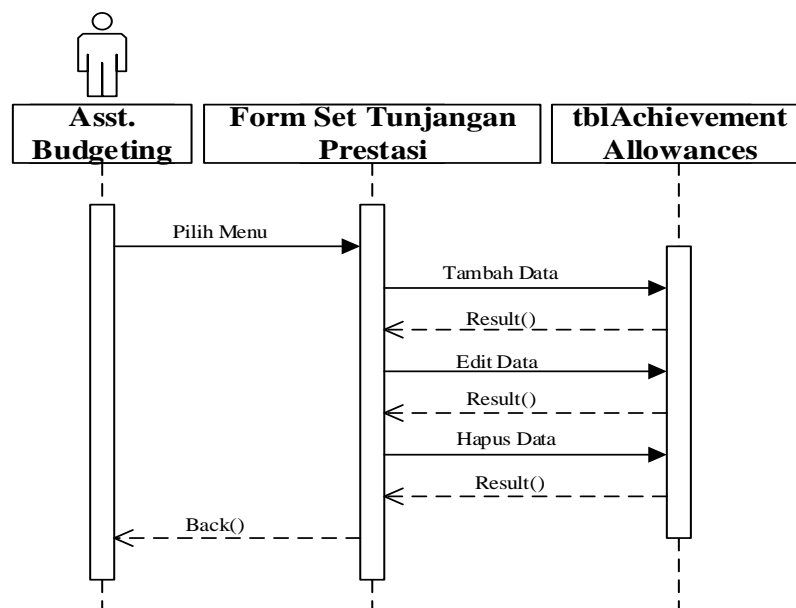 Asst.
Budgeting
Form Set Tunjangan
Prestasi
tblAchievement
Allowances
Pilih Menu
Tambah Data
Result()
Edit Data
Result()
Hapus Data
Result()
Back()